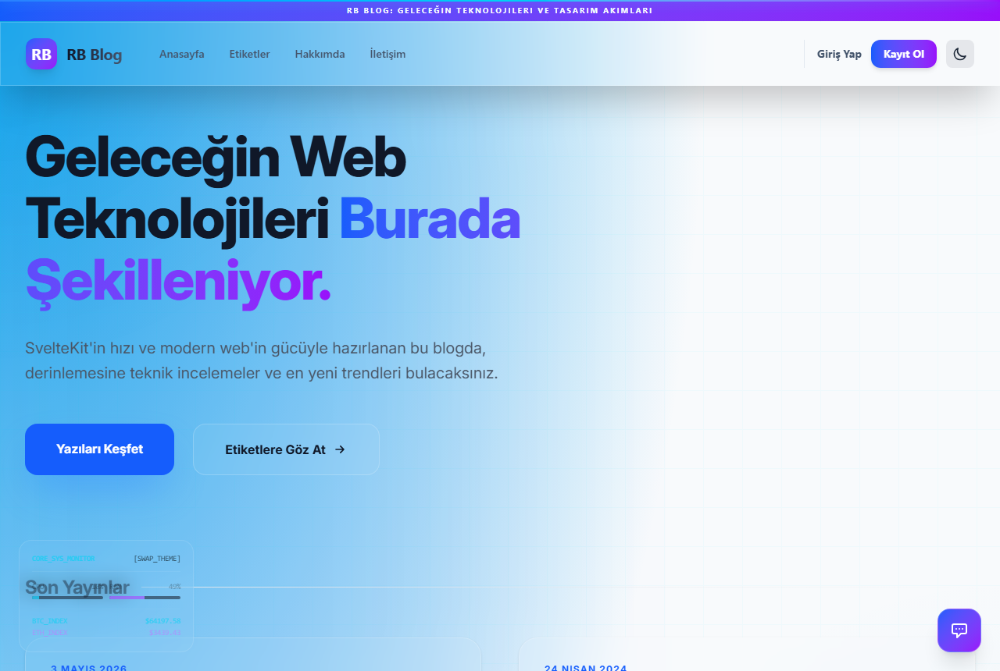 RB BLOG: GELECEĞIN TEKNOLOJILERI VE TASARIM AKIMLARI
RB
RB Blog
Anasayfa
Etiketler
Hakkımda
İletişim
Giriş Yap
Kayıt Ol
Geleceğin Web
Teknolojileri Burada
Şekilleniyor.
SvelteKit'in hızı ve modern web'in gücüyle hazırlanan bu blogda,
derinlemesine teknik incelemeler ve en yeni trendleri bulacaksınız.
Yazıları Keşfet
Etiketlere Göz At
CORE_SYS_MONITOR
[SWAP_THEME]
Son Yayınlar
49%
BTC_INDEX
$64197.58
ETH_INDEX
3 MAYIS 2026
24 NISAN 2024